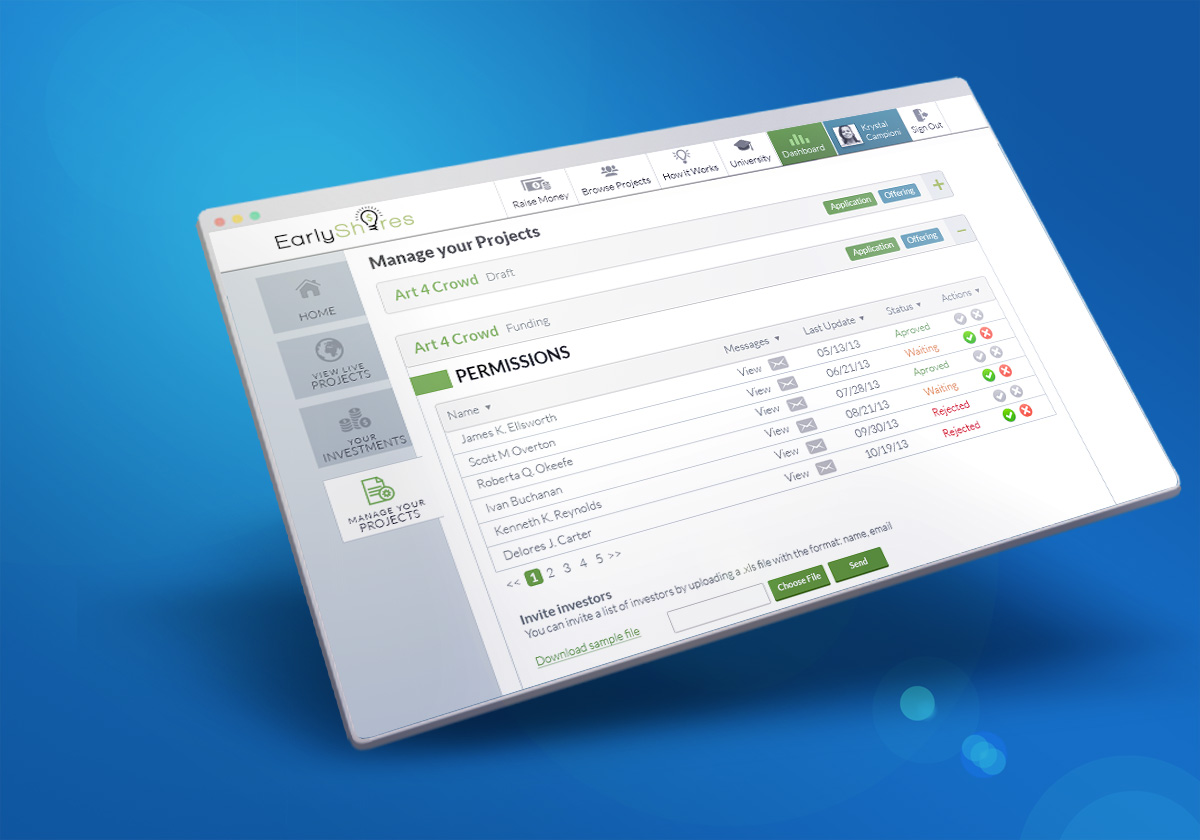 EarlyShares
Raise Money
Browse Projects
How it Works
University
Dashboard
Krystal
Campioni
Sign Out
HOME
VIEW LIVE
PROJECTS
YOUR
INVESTMENTS
MANAGE YOUR
PROJECTS
Manage your Projects
Art 4 Crowd Draft Application Offering +
Art 4 Crowd Funding Application Offering −
PERMISSIONS
Name ▼ Messages ▼ Last Update ▼ Status ▼ Actions ▼
James K. Ellsworth View 05/13/13 Aproved
Scott M Overton View 06/21/13 Waiting
Roberta Q. Okeefe View 07/28/13 Aproved
Ivan Buchanan View 08/21/13 Waiting
Kenneth K. Reynolds View 09/30/13 Rejected
Delores J. Carter View 10/19/13 Rejected
<< 1 2 3 4 5 >>
Invite investors
You can invite a list of investors by uploading a .xls file with the format: name, email
Download sample file
Choose File
Send